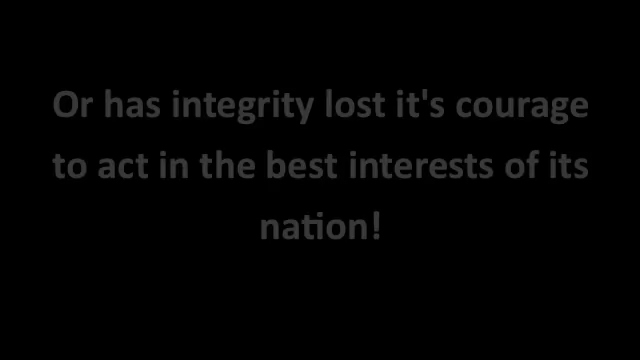 Or has integrity lost it's courage
to act in the best interests of its
nation!